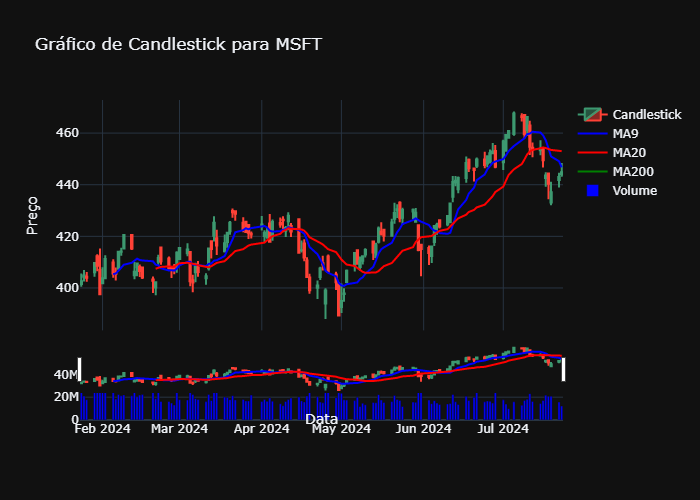 Gráfico de Candlestick para MSFT
Candlestick
MA9
MA20
MA200
Volume
Preço
460
440
420
400
40M
20M
0
Data
Feb 2024 Mar 2024 Apr 2024 May 2024 Jun 2024 Jul 2024